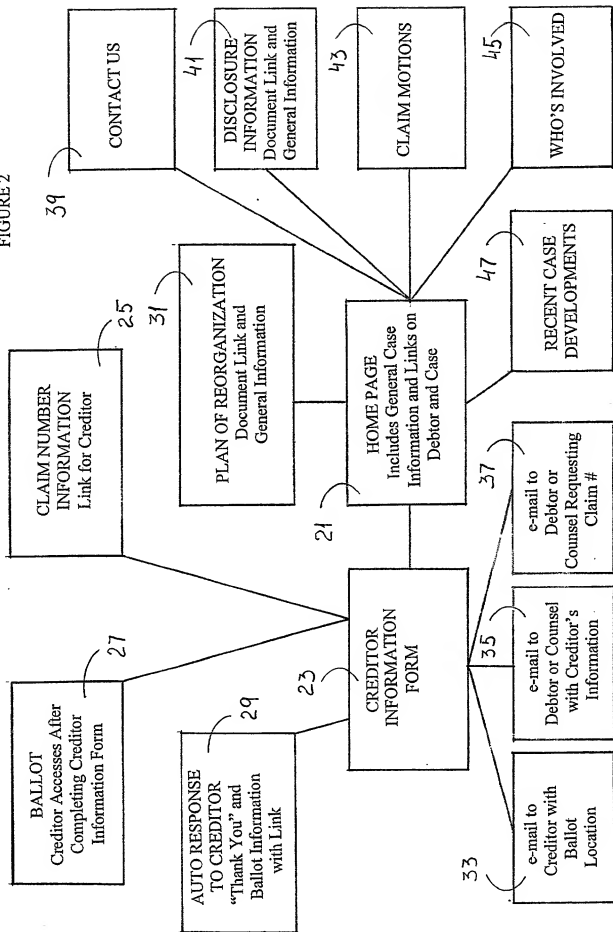 FIGURE 2
BALLOT
Creditor Accesses After
Completing Creditor
Information Form
27
CLAIM NUMBER
INFORMATION
Link for Creditor
25
AUTO RESPONSE
TO CREDITOR
"Thank You" and
Ballot Information
with Link
29
PLAN OF REORGANIZATION
Document Link and
General Information
31
CONTACT US
39
DISCLOSURE
INFORMATION
Document Link and
General Information
41
CLAIM MOTIONS
43
WHO'S INVOLVED
45
CREDITOR
INFORMATION
FORM
23
HOME PAGE
Includes General Case
Information and Links on
Debtor and Case
21
RECENT CASE
DEVELOPMENTS
47
e-mail to
Creditor with
Ballot
Location
33
e-mail to
Debtor or Counsel
with Creditor's
Information
35
e-mail to
Debtor or
Counsel Requesting
Claim #
37